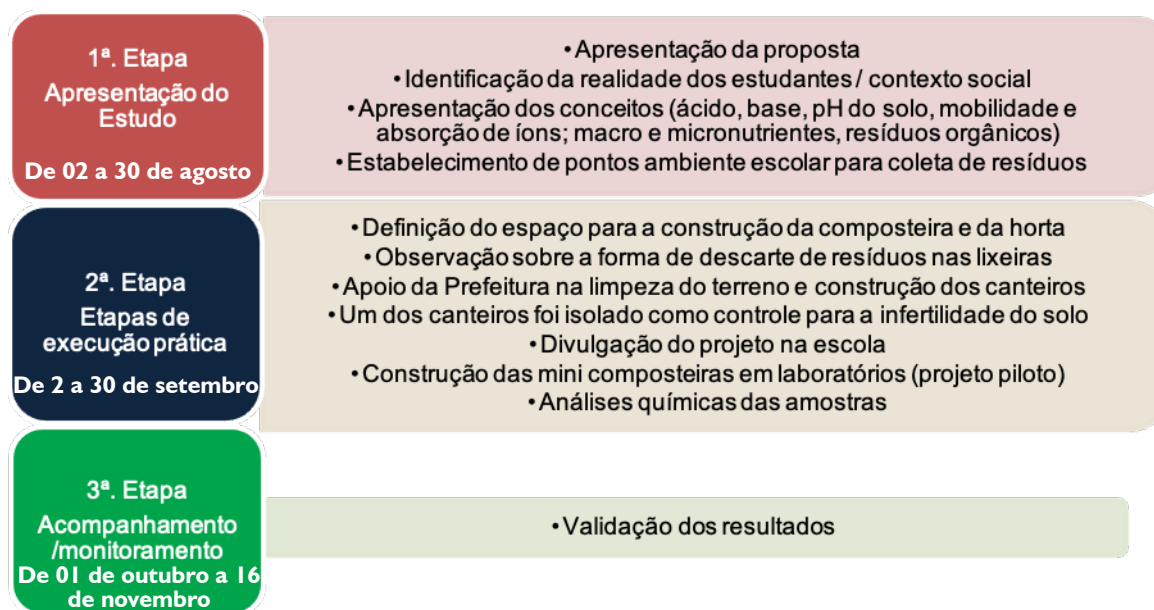 1ª. Etapa
Apresentação do
Estudo
De 02 a 30 de agosto
•Apresentação da proposta
•Identificação da realidade dos estudantes / contexto social
•Apresentação dos conceitos (ácido, base, pH do solo, mobilidade e
absorção de íons; macro e micronutrientes, resíduos orgânicos)
•Estabelecimento de pontos ambiente escolar para coleta de resíduos
2ª. Etapa
Etapas de
execução prática
De 2 a 30 de setembro
•Definição do espaço para a construção da composteira e da horta
•Observação sobre a forma de descarte de resíduos nas lixeiras
•Apoio da Prefeitura na limpeza do terreno e construção dos canteiros
•Um dos canteiros foi isolado como controle para a infertilidade do solo
•Divulgação do projeto na escola
•Construção das mini composteiras em laboratórios (projeto piloto)
•Análises químicas das amostras
3ª. Etapa
Acompanhamento
/monitoramento
De 01 de outubro a 16
de novembro
•Validação dos resultados